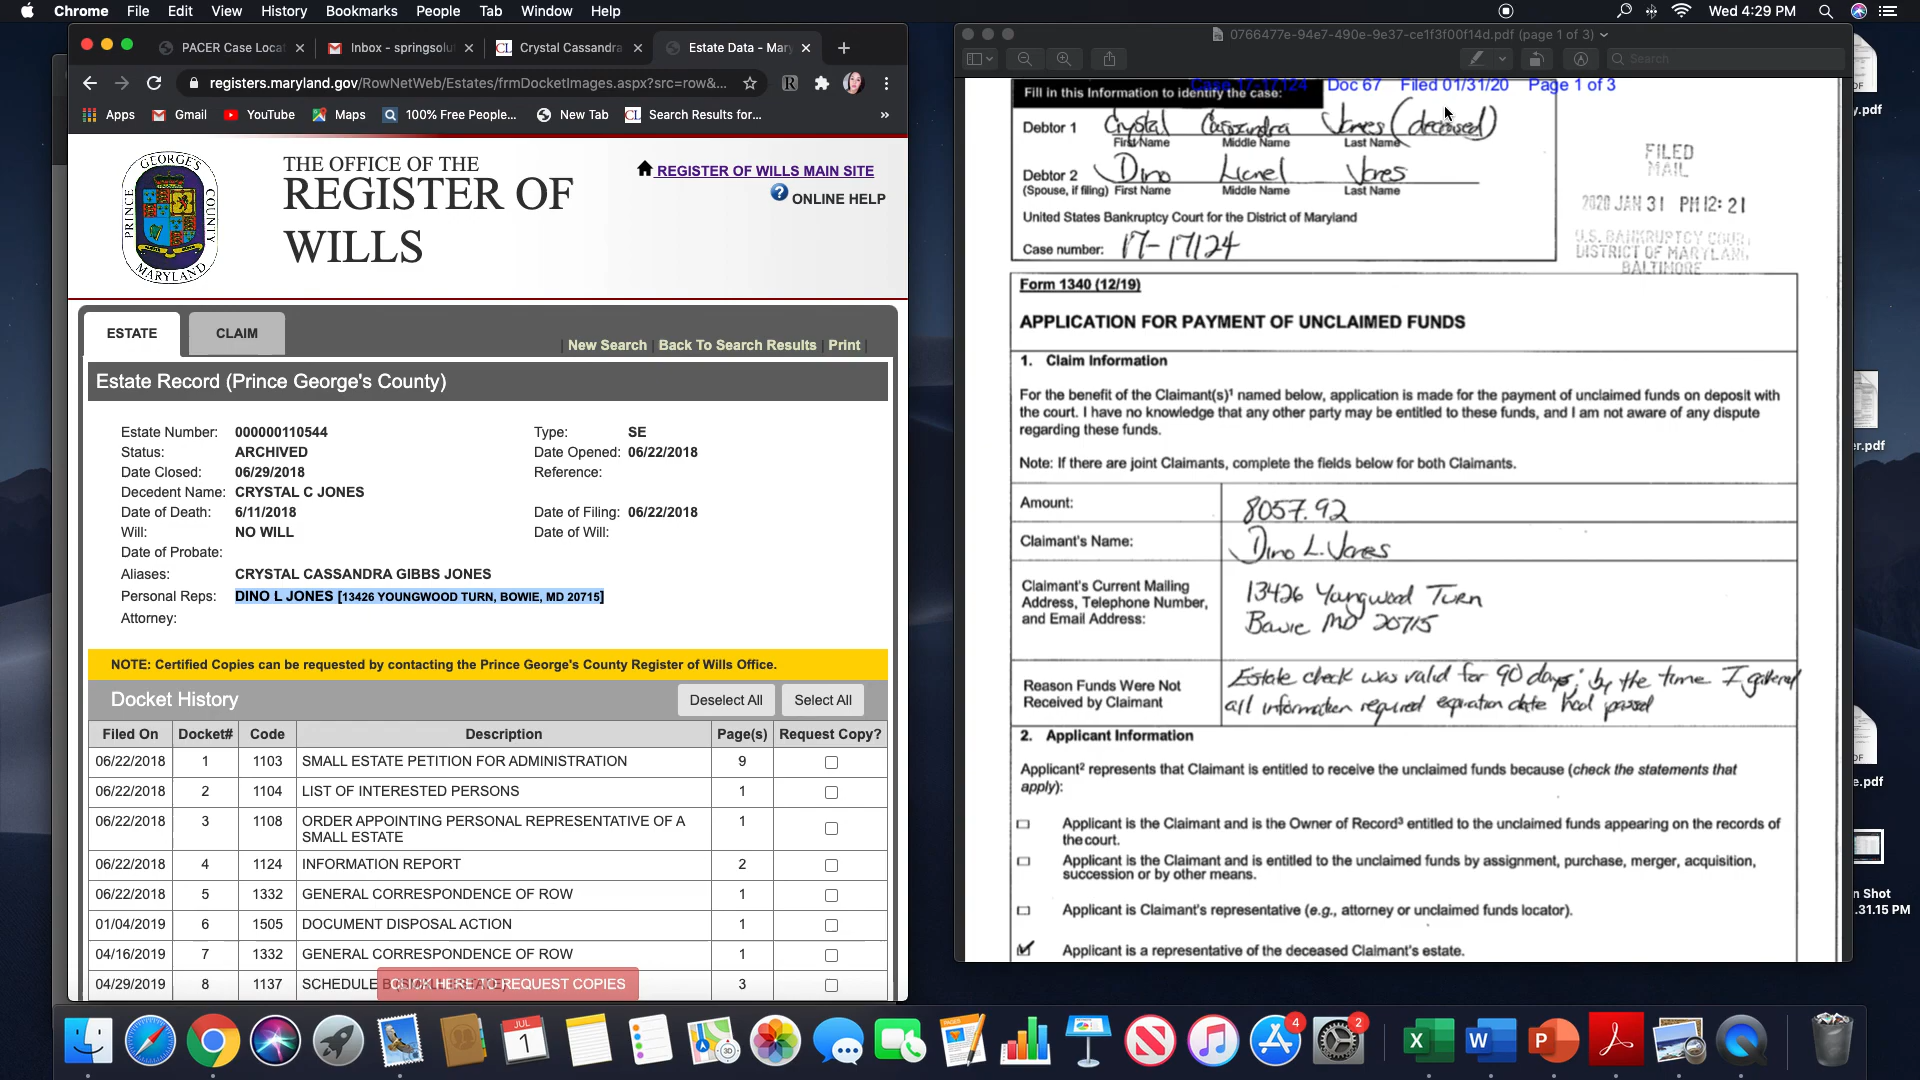 Chrome File Edit View History Bookmarks People Tab Window Help Wed 4:29 PM
PACER Case Loca Inbox - springsolu CL Crystal Cassandra Estate Data - Mar
registers.maryland.gov/RowNetWeb/Estates/frmDocketImages.aspx?src=row&...
Apps Gmail YouTube Maps 100% Free People... New Tab CL Search Results for... »
PRINCE GEORGE'S COUNTY MARYLAND
THE OFFICE OF THE
REGISTER OF
WILLS
REGISTER OF WILLS MAIN SITE
ONLINE HELP
ESTATE CLAIM
New Search Back To Search Results Print
Estate Record (Prince George's County)
Estate Number: 000000110544 Type: SE
Status: ARCHIVED Date Opened: 06/22/2018
Date Closed: 06/29/2018 Reference:
Decedent Name: CRYSTAL C JONES
Date of Death: 6/11/2018 Date of Filing: 06/22/2018
Will: NO WILL Date of Will:
Date of Probate:
Aliases: CRYSTAL CASSANDRA GIBBS JONES
Personal Reps: DINO L JONES [13426 YOUNGWOOD TURN, BOWIE, MD 20715]
Attorney:
NOTE: Certified Copies can be requested by contacting the Prince George's County Register of Wills Office.
Docket History Deselect All Select All
Filed On Docket# Code Description Page(s) Request Copy?
06/22/2018 1 1103 SMALL ESTATE PETITION FOR ADMINISTRATION 9
06/22/2018 2 1104 LIST OF INTERESTED PERSONS 1
06/22/2018 3 1108 ORDER APPOINTING PERSONAL REPRESENTATIVE OF A 1
SMALL ESTATE
06/22/2018 4 1124 INFORMATION REPORT 2
06/22/2018 5 1332 GENERAL CORRESPONDENCE OF ROW 1
01/04/2019 6 1505 DOCUMENT DISPOSAL ACTION 1
04/16/2019 7 1332 GENERAL CORRESPONDENCE OF ROW 1
04/29/2019 8 1137 SCHEDULE 3
CLICK HERE TO REQUEST COPIES
0766477e-94e7-490e-9e37-ce1f3f00f14d.pdf (page 1 of 3)
Search
Case 17-17124 Doc 67 Filed 01/31/20 Page 1 of 3
Fill in this Information to identify the case:
Debtor 1 Crystal Cassandra Jones (deceased)
First Name Middle Name Last Name
Debtor 2 Dino Lionel Jones
(Spouse, if filing) First Name Middle Name Last Name
United States Bankruptcy Court for the District of Maryland
Case number: 17-17124
FILED
MAIL
2020 JAN 31 PM 12: 21
U.S. BANKRUPTCY COURT
DISTRICT OF MARYLAND
BALTIMORE
Form 1340 (12/19)
APPLICATION FOR PAYMENT OF UNCLAIMED FUNDS
1. Claim Information
For the benefit of the Claimant(s)¹ named below, application is made for the payment of unclaimed funds on deposit with
the court. I have no knowledge that any other party may be entitled to these funds, and I am not aware of any dispute
regarding these funds.
Note: If there are joint Claimants, complete the fields below for both Claimants.
Amount: 8057.92
Claimant's Name: Dino L. Jones
Claimant's Current Mailing
Address, Telephone Number,
and Email Address:
13426 Youngwood Turn
Bowie MD 20715
Reason Funds Were Not
Received by Claimant
Estate check was valid for 90 days; by the time I gathered
all information required expiration date had passed
2. Applicant Information
Applicant² represents that Claimant is entitled to receive the unclaimed funds because (check the statements that
apply):
Applicant is the Claimant and is the Owner of Record³ entitled to the unclaimed funds appearing on the records of
the court.
Applicant is the Claimant and is entitled to the unclaimed funds by assignment, purchase, merger, acquisition,
succession or by other means.
Applicant is Claimant's representative (e.g., attorney or unclaimed funds locator).
Applicant is a representative of the deceased Claimant's estate.
y.pdf
er.pdf
e.pdf
n Shot
.31.15 PM
JUL
1
4
2